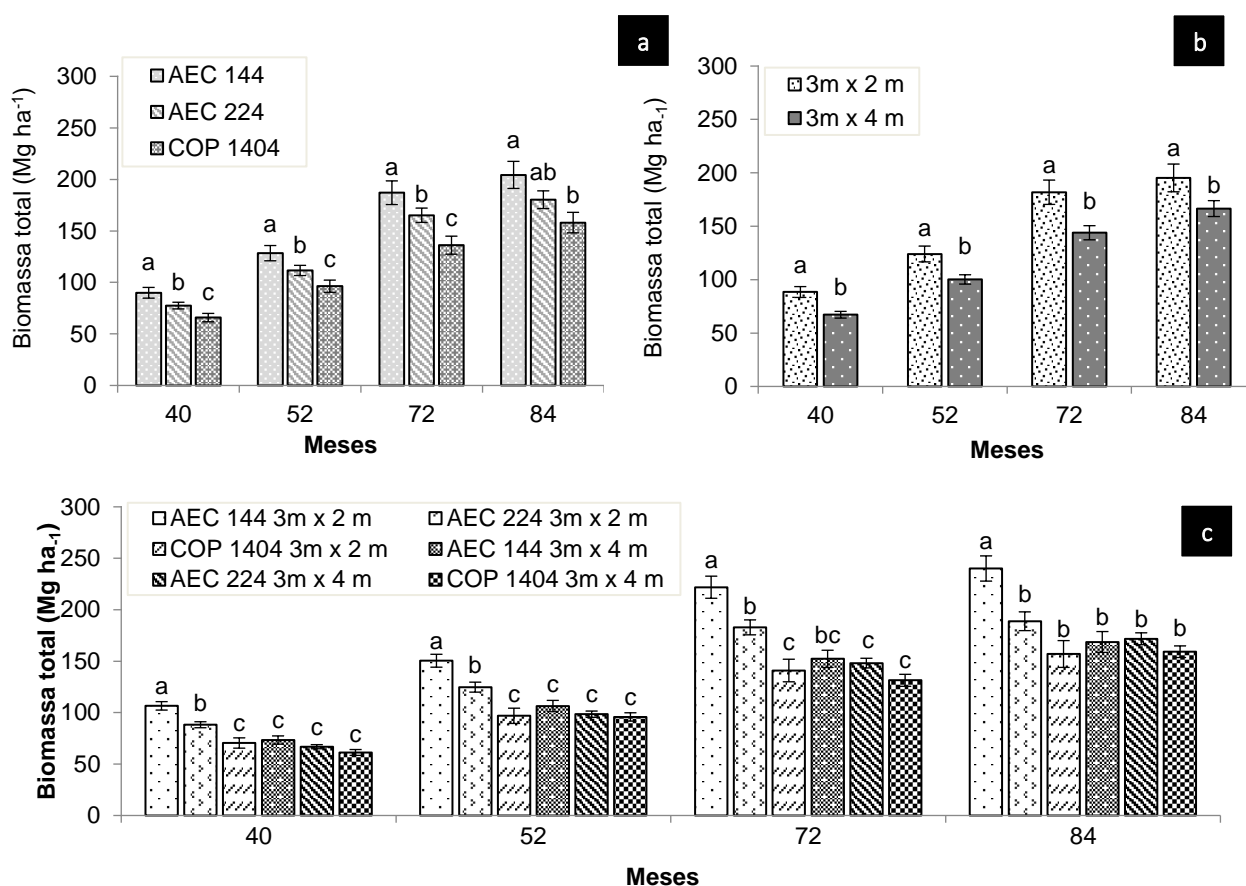 a
Biomassa total (Mg ha-1)
300
250
200
150
100
50
0
AEC 144
AEC 224
COP 1404
a b c
a b c
a b c
a ab b
40 52 72 84
Meses
b
Biomassa total (Mg ha-1)
300
250
200
150
100
50
0
3m x 2 m
3m x 4 m
a b
a b
a b
a b
40 52 72 84
Meses
c
Biomassa total (Mg ha-1)
300
250
200
150
100
50
0
AEC 144 3m x 2 m AEC 224 3m x 2 m
COP 1404 3m x 2 m AEC 144 3m x 4 m
AEC 224 3m x 4 m COP 1404 3m x 4 m
a b c c c c
a b c c c c
a b c bc c c
a b b b b b
40 52 72 84
Meses